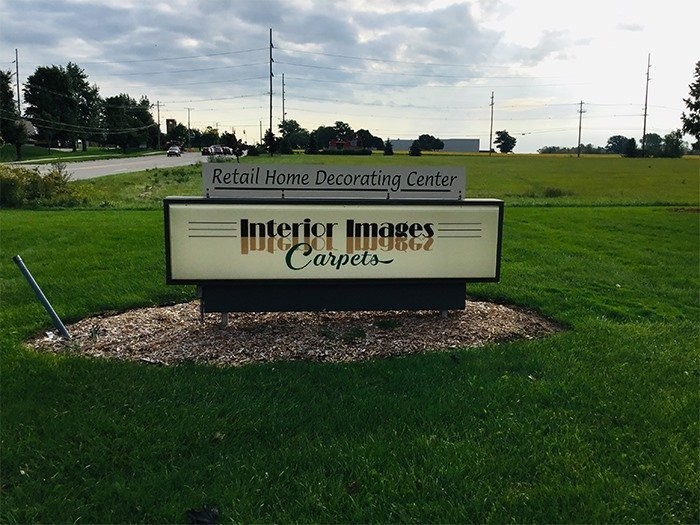 Retail Home Decorating Center
Interior Images
Carpets